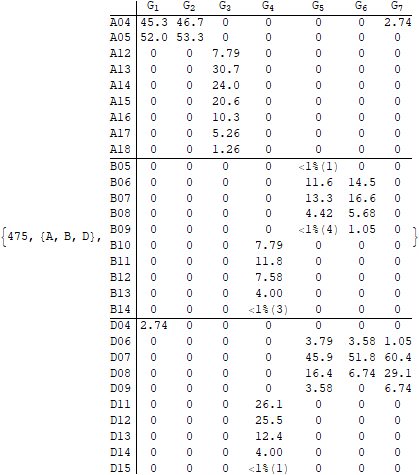 G1 G2 G3 G4 G5 G6 G7
A04 45.3 46.7 0 0 0 0 2.74
A05 52.0 53.3 0 0 0 0 0
A12 0 0 7.79 0 0 0 0
A13 0 0 30.7 0 0 0 0
A14 0 0 24.0 0 0 0 0
A15 0 0 20.6 0 0 0 0
A16 0 0 10.3 0 0 0 0
A17 0 0 5.26 0 0 0 0
A18 0 0 1.26 0 0 0 0
B05 0 0 0 0 <1%(1) 0 0
B06 0 0 0 0 11.6 14.5 0
B07 0 0 0 0 13.3 16.6 0
B08 0 0 0 0 4.42 5.68 0
{475, {A, B, D}, B09 0 0 0 0 <1%(4) 1.05 0 }
B10 0 0 0 7.79 0 0 0
B11 0 0 0 11.8 0 0 0
B12 0 0 0 7.58 0 0 0
B13 0 0 0 4.00 0 0 0
B14 0 0 0 <1%(3) 0 0 0
D04 2.74 0 0 0 0 0 0
D06 0 0 0 0 3.79 3.58 1.05
D07 0 0 0 0 45.9 51.8 60.4
D08 0 0 0 0 16.4 6.74 29.1
D09 0 0 0 0 3.58 0 6.74
D11 0 0 0 26.1 0 0 0
D12 0 0 0 25.5 0 0 0
D13 0 0 0 12.4 0 0 0
D14 0 0 0 4.00 0 0 0
D15 0 0 0 <1%(1) 0 0 0